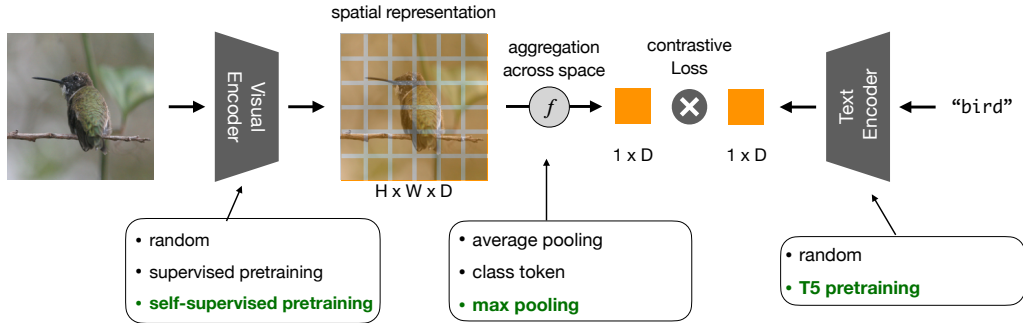 spatial representation
aggregation
across space
contrastive
Loss
Visual
Encoder
f
Text
Encoder
“bird”
1 x D
1 x D
H x W x D
• random
• supervised pretraining
• self-supervised pretraining
• average pooling
• class token
• max pooling
• random
• T5 pretraining